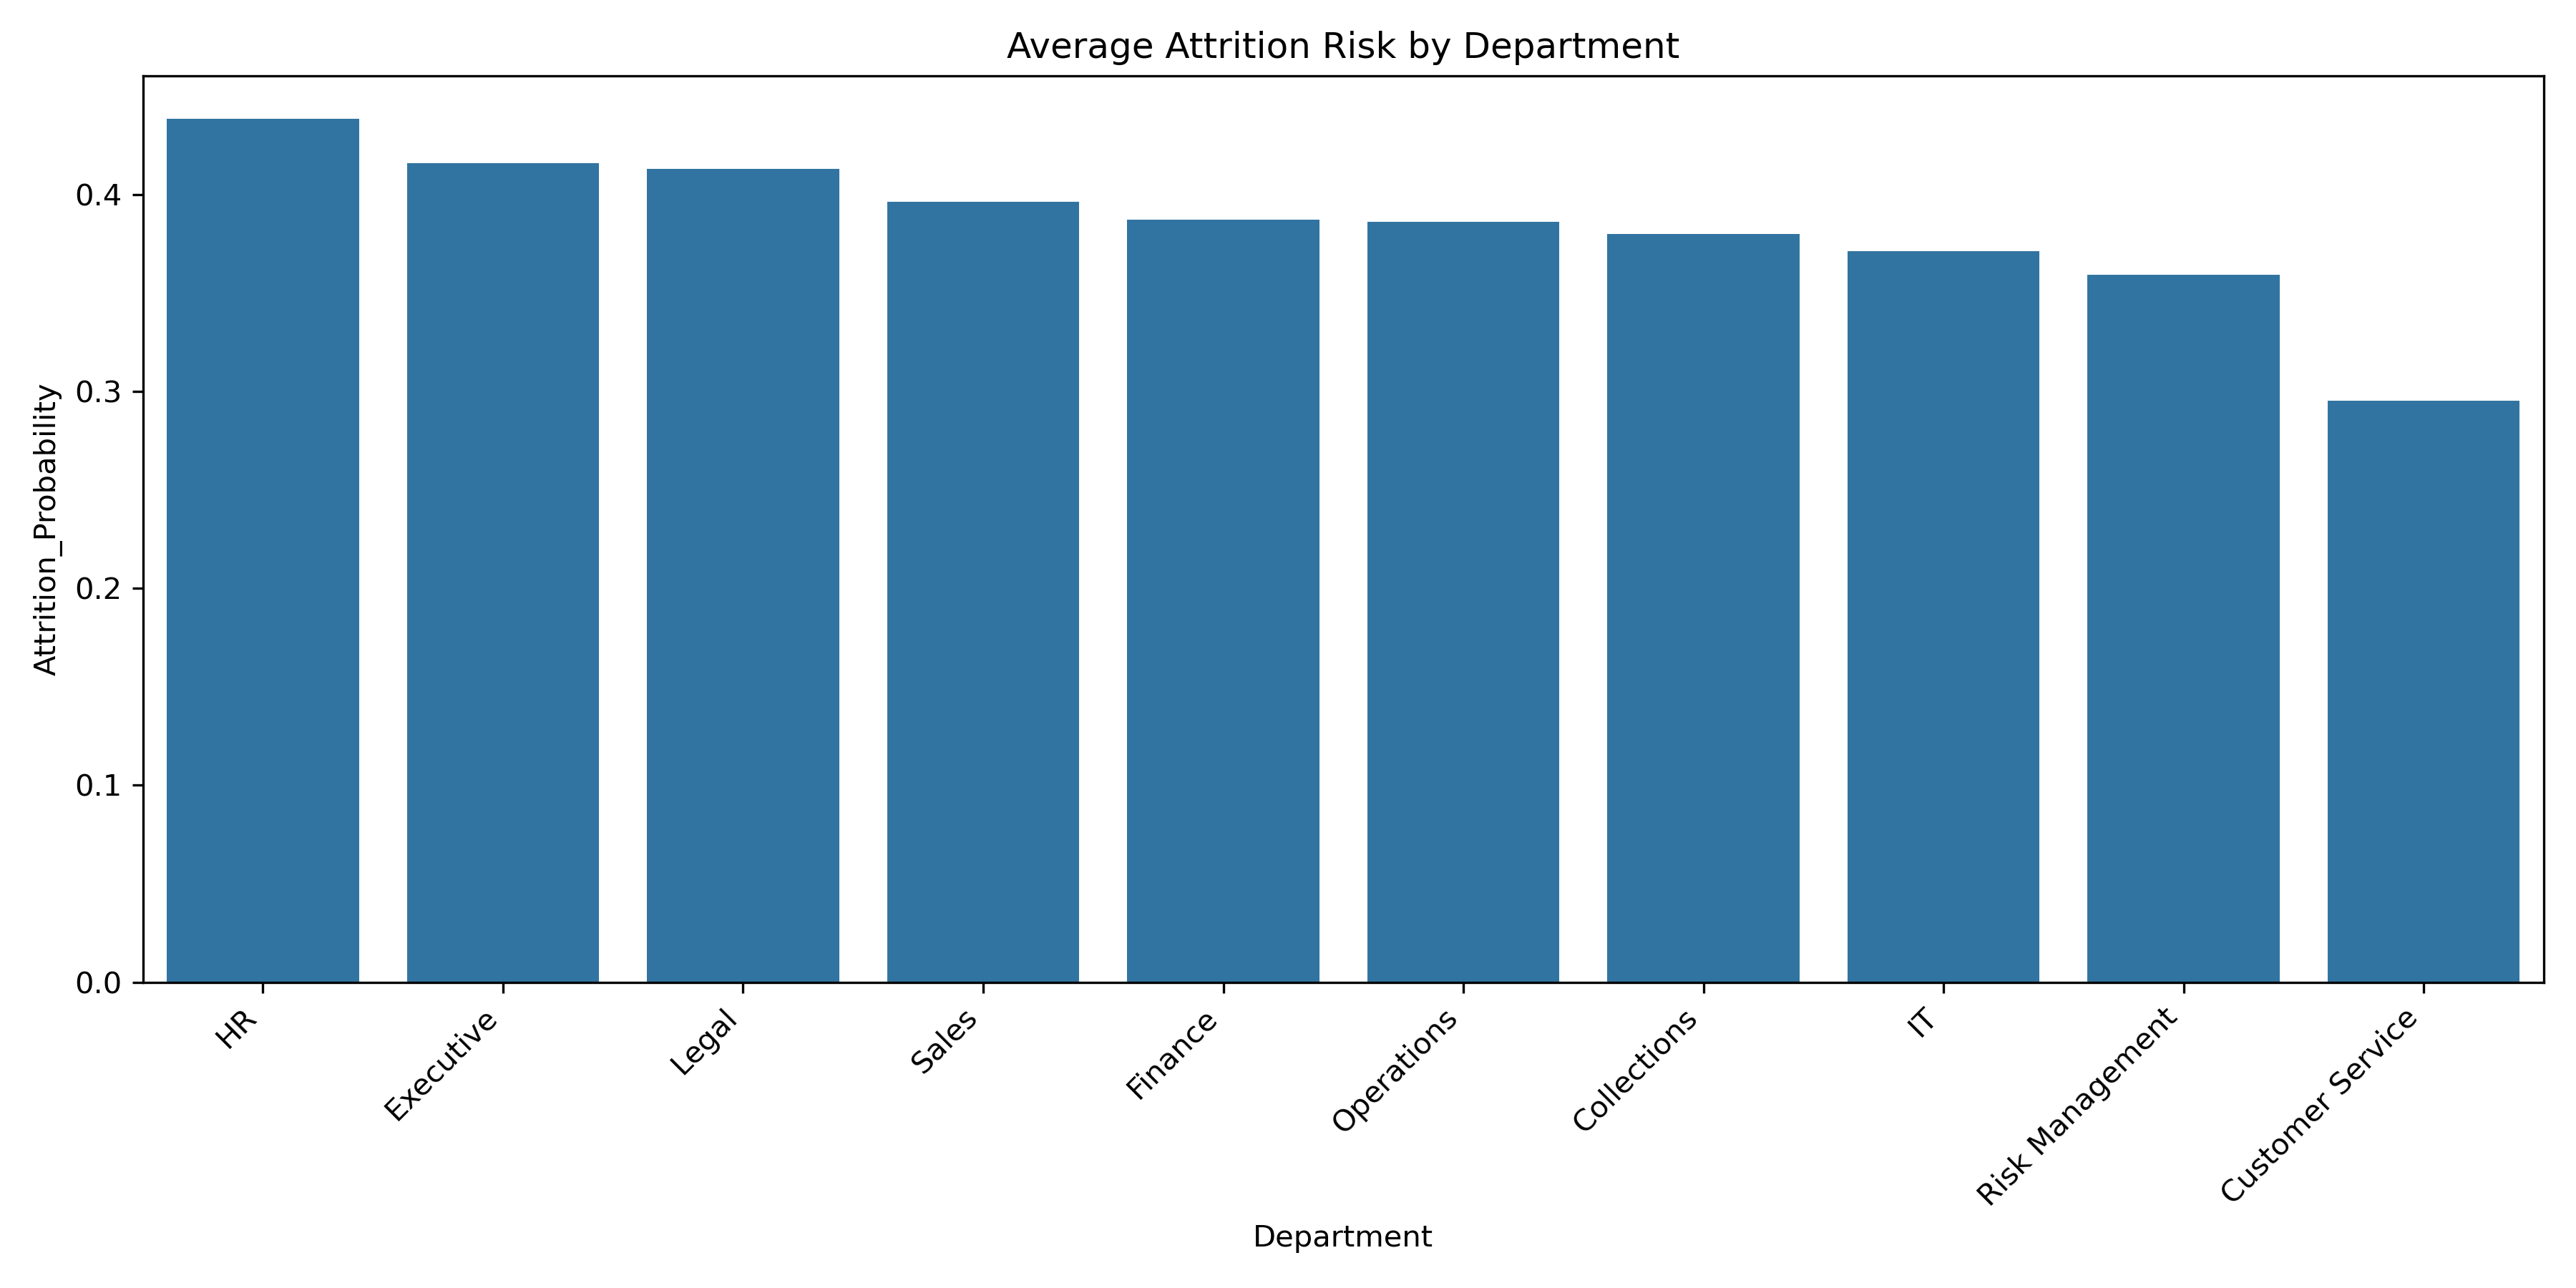 Average Attrition Risk by Department
Attrition_Probability
0.4
0.3
0.2
0.1
0.0
HR
Executive
Legal
Sales
Finance
Operations
Collections
IT
Risk Management
Customer Service
Department